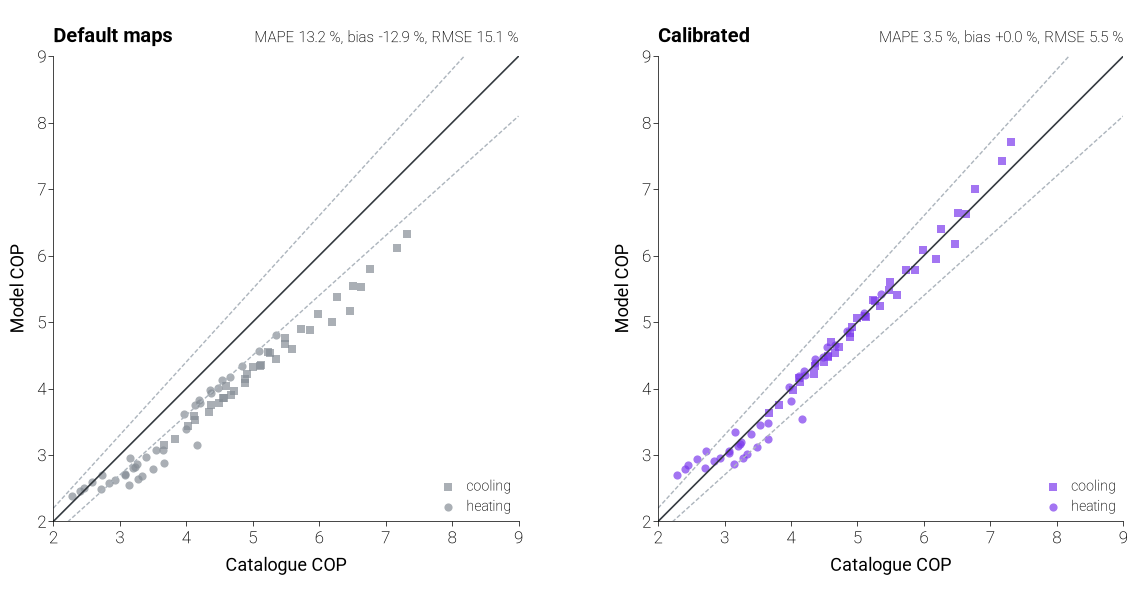 Default maps
MAPE 13.2 %, bias -12.9 %, RMSE 15.1 %
9
8
7
6
5
4
3
2
2 3 4 5 6 7 8 9
Model COP
Catalogue COP
cooling
heating
Calibrated
MAPE 3.5 %, bias +0.0 %, RMSE 5.5 %
9
8
7
6
5
4
3
2
2 3 4 5 6 7 8 9
Model COP
Catalogue COP
cooling
heating